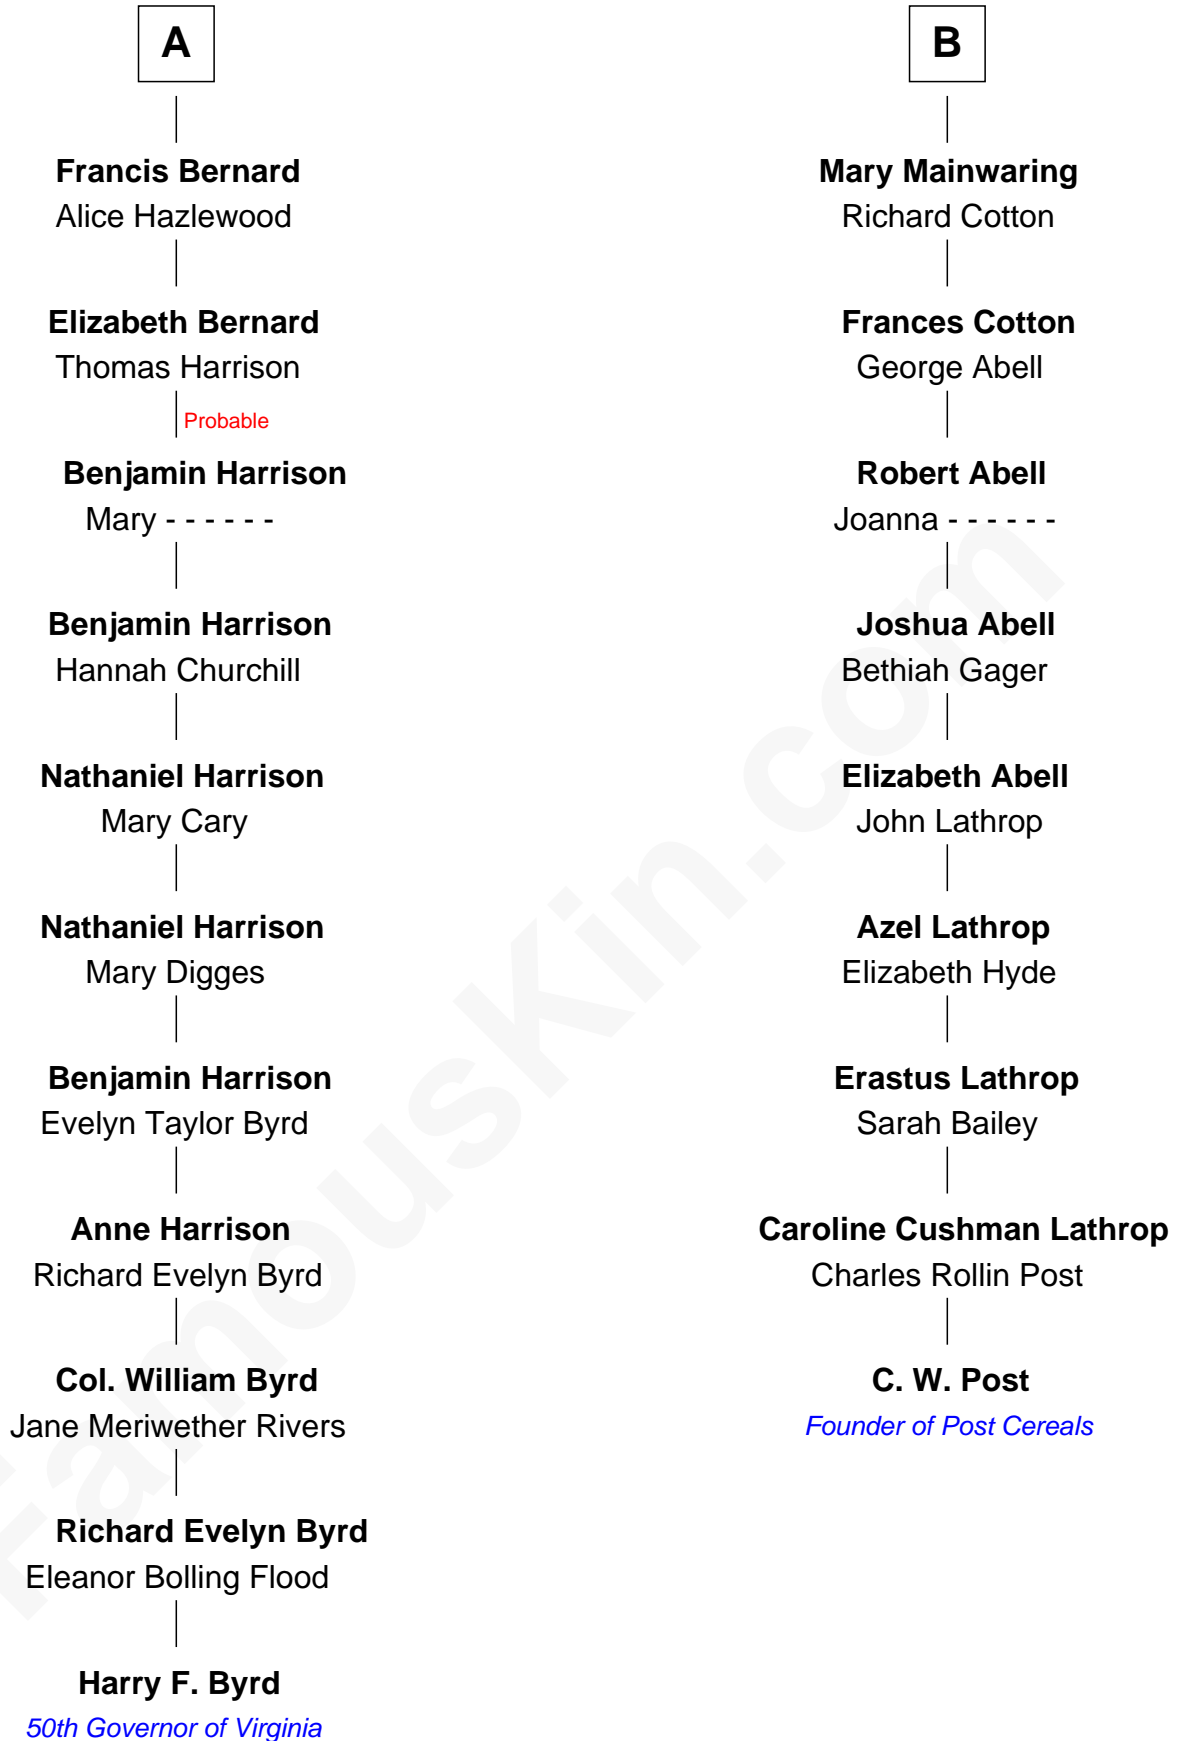 A
Francis Bernard
Alice Hazlewood
Elizabeth Bernard
Thomas Harrison
Probable
Benjamin Harrison
Mary - - - - - -
Benjamin Harrison
Hannah Churchill
Nathaniel Harrison
Mary Cary
Nathaniel Harrison
Mary Digges
Benjamin Harrison
Evelyn Taylor Byrd
Anne Harrison
Richard Evelyn Byrd
Col. William Byrd
Jane Meriwether Rivers
Richard Evelyn Byrd
Eleanor Bolling Flood
Harry F. Byrd
50th Governor of Virginia
B
Mary Mainwaring
Richard Cotton
Frances Cotton
George Abell
Robert Abell
Joanna - - - - - -
Joshua Abell
Bethiah Gager
Elizabeth Abell
John Lathrop
Azel Lathrop
Elizabeth Hyde
Erastus Lathrop
Sarah Bailey
Caroline Cushman Lathrop
Charles Rollin Post
C. W. Post
Founder of Post Cereals
FamousKin.com